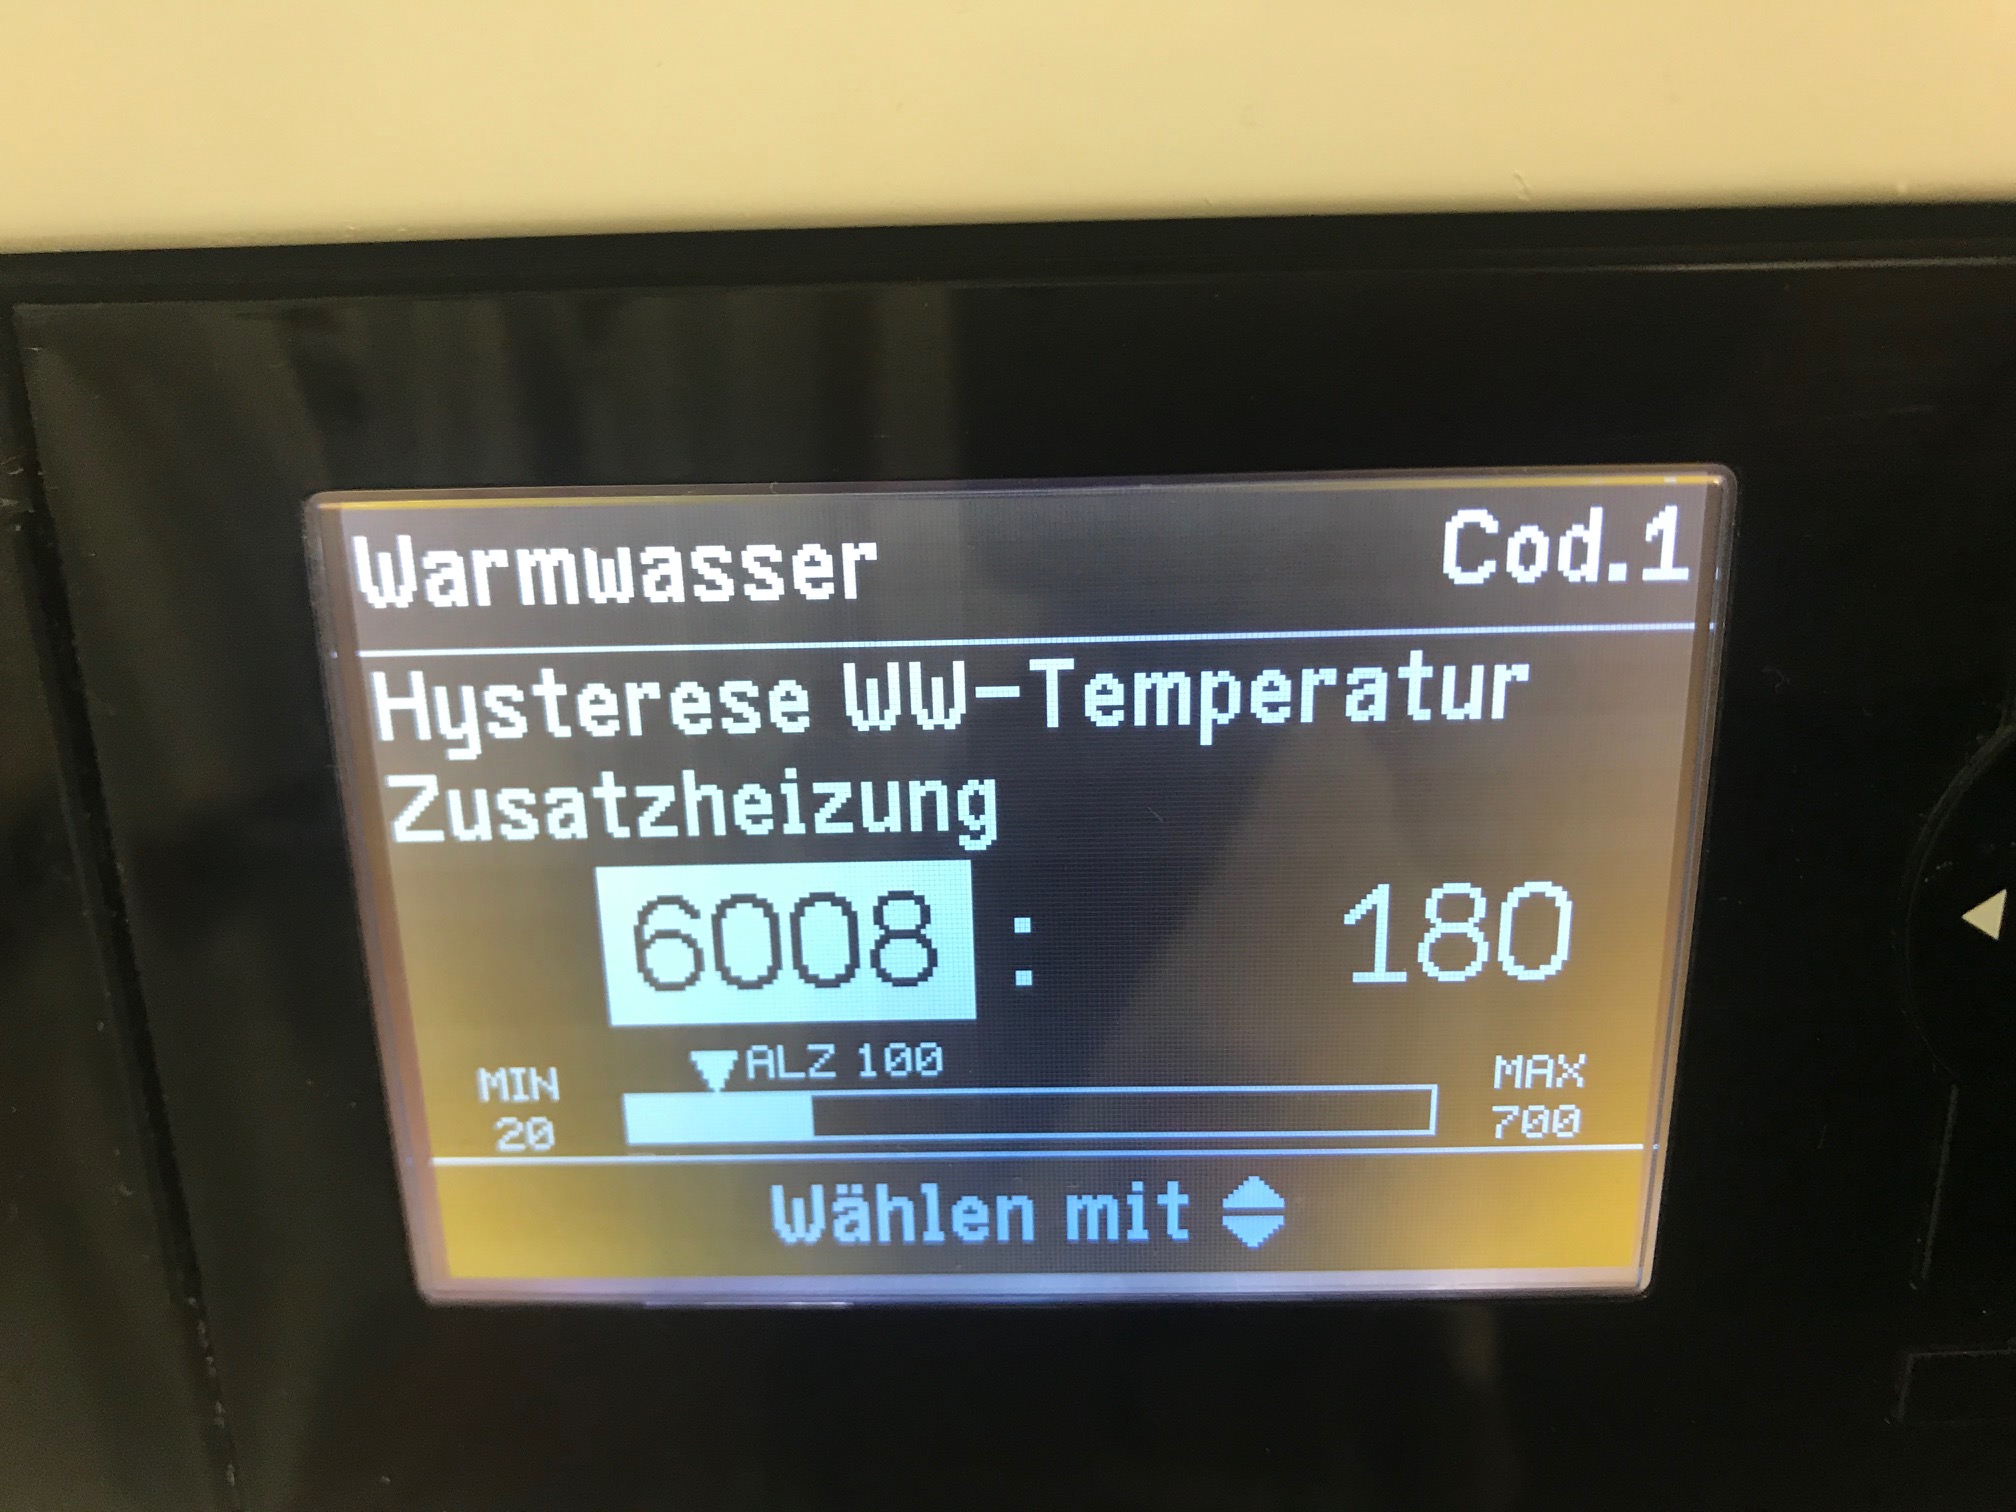 Warmwasser Cod.1
Hysterese WW-Temperatur
Zusatzheizung
6008 : 180
ALZ 100
MIN MAX
20 700
Wählen mit